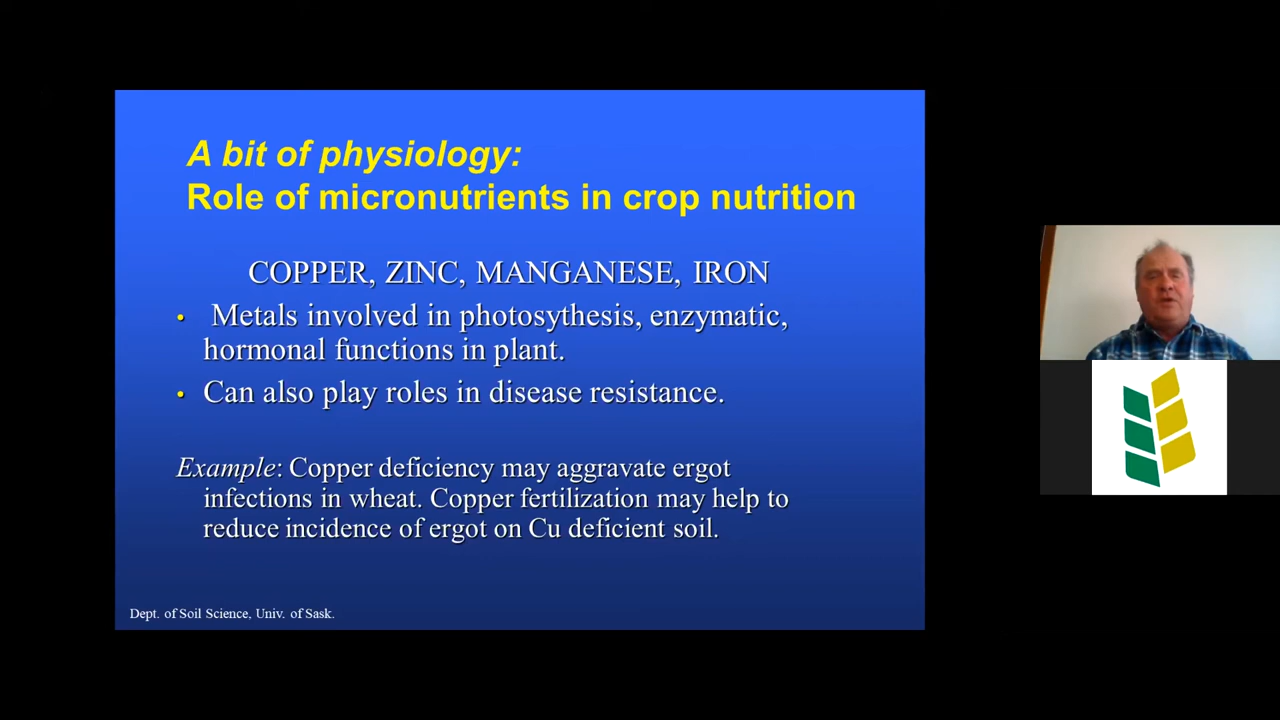 A bit of physiology:
Role of micronutrients in crop nutrition
COPPER, ZINC, MANGANESE, IRON
• Metals involved in photosythesis, enzymatic,
hormonal functions in plant.
• Can also play roles in disease resistance.
Example: Copper deficiency may aggravate ergot
infections in wheat. Copper fertilization may help to
reduce incidence of ergot on Cu deficient soil.
Dept. of Soil Science, Univ. of Sask.